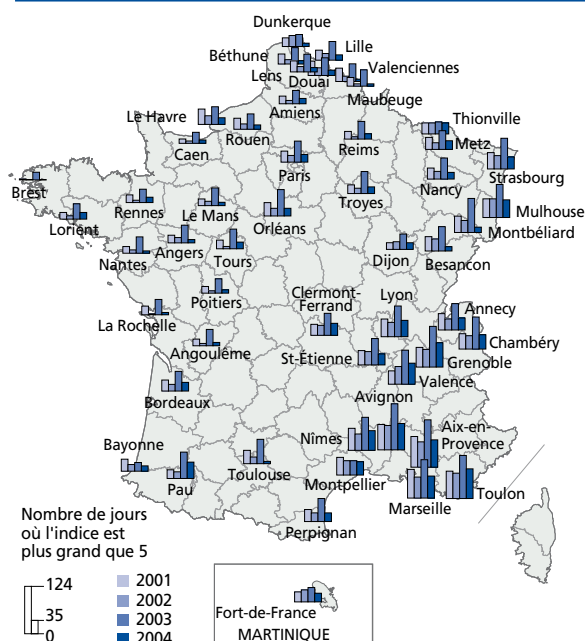 Dunkerque
Lille
Béthune
Lens
Douai
Valenciennes
Maubeuge
Amiens
Le Havre
Rouen
Caen
Reims
Thionville
Metz
Paris
Nancy
Strasbourg
Brest
Lorient
Rennes
Le Mans
Orléans
Troyes
Mulhouse
Montbéliard
Nantes
Angers
Tours
Dijon
Besancon
Poitiers
Clermont-
Ferrand
Lyon
Annecy
La Rochelle
Chambéry
Angoulême
St-Étienne
Grenoble
Valence
Bordeaux
Avignon
Nîmes
Aix-en-
Provence
Bayonne
Pau
Toulouse
Montpellier
Marseille
Toulon
Perpignan
Nombre de jours
où l'indice est
plus grand que 5
124
35
0
2001
2002
2003
2004
Fort-de-France
MARTINIQUE